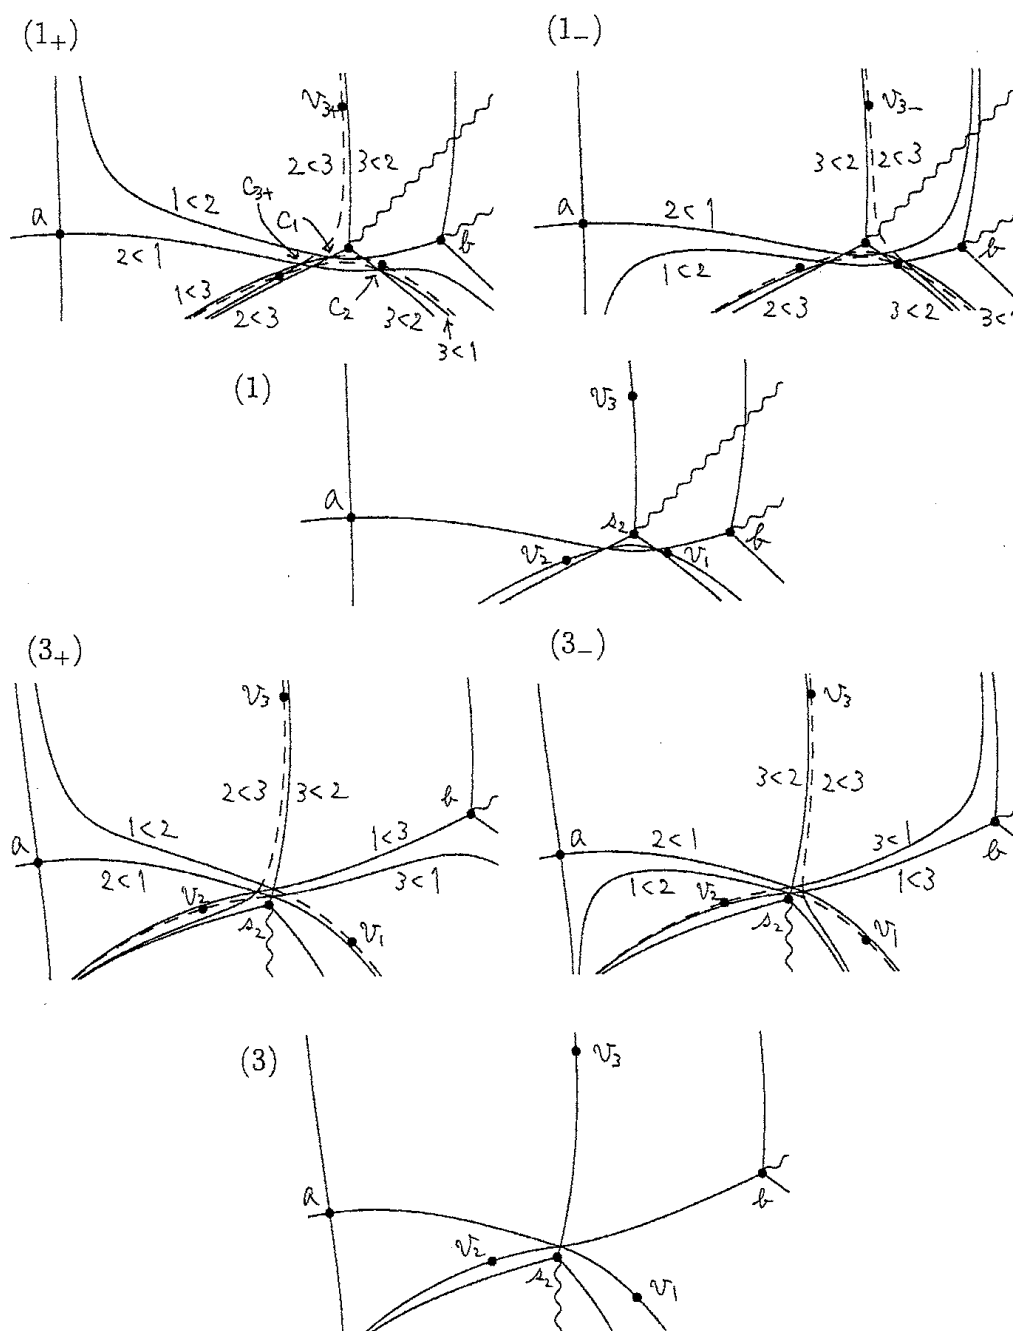 (1₊) (1₋)
v₃₊ v₃₋
2<3 3<2 3<2 2<3
c₃₊ c₁
a 1<2 b a 2<1 b
2<1 1<2
1<3 2<3 c₂ 3<2 3<1 2<3 3<2 3<1
(1)
v₃
a s₂ b
v₂ v₁
(3₊) (3₋)
v₃ v₃
2<3 3<2 3<2 2<3
b
a 1<2 1<3 a 2<1 3<1 b
2<1 3<1 1<2 1<3
v₂ s₂ v₁ v₂ s₂ v₁
(3)
v₃
a b
v₂ s₂ v₁